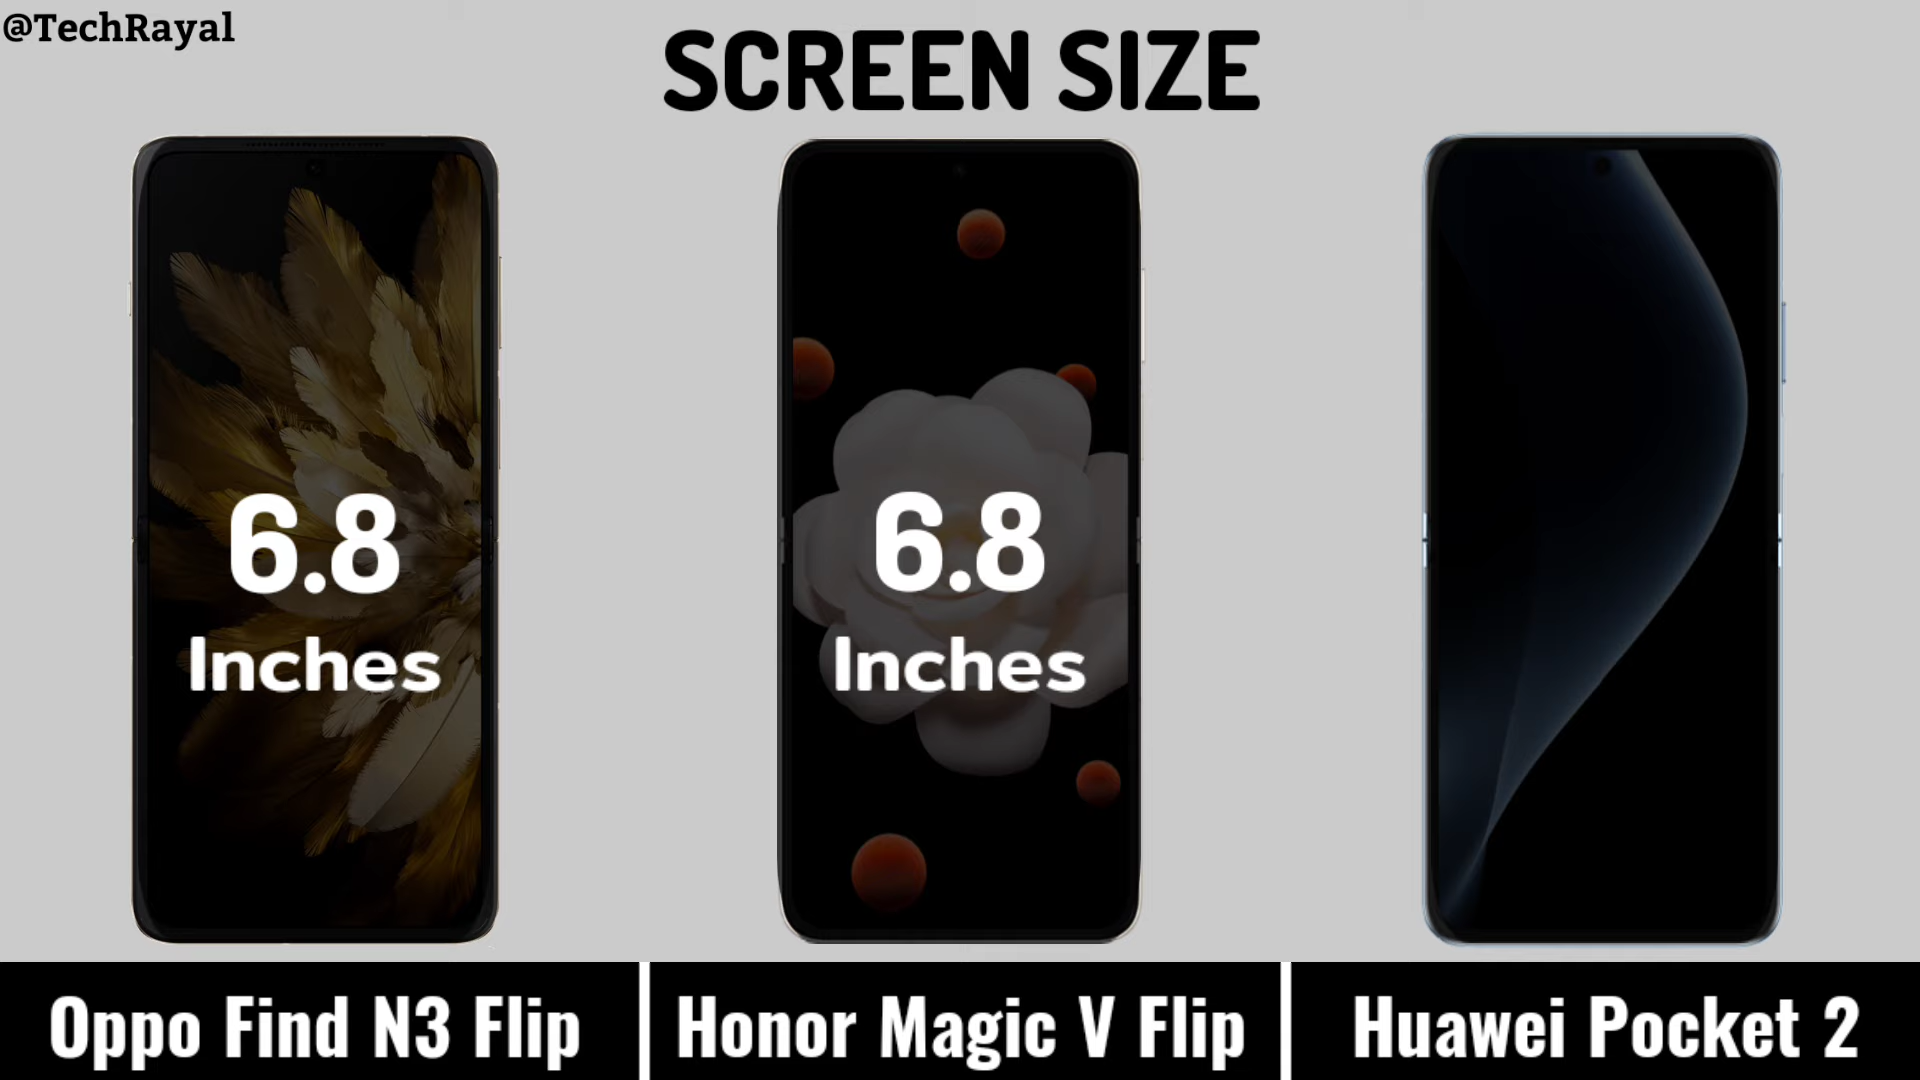 @TechRayal
SCREEN SIZE
6.8
Inches
6.8
Inches
Oppo Find N3 Flip
Honor Magic V Flip
Huawei Pocket 2